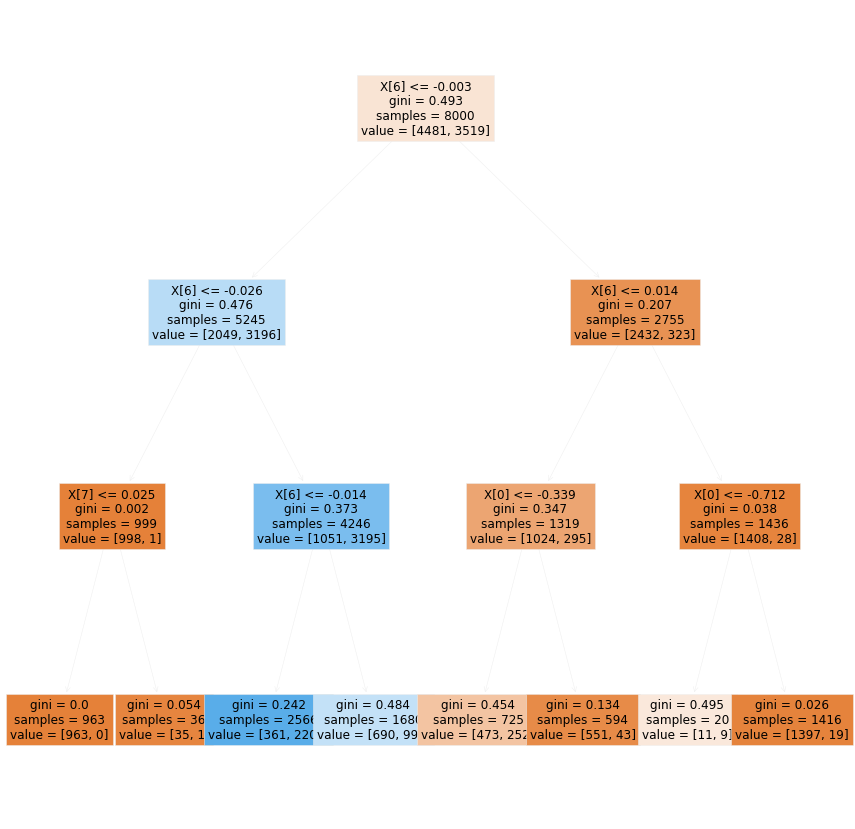 X[6] <= -0.003
gini = 0.493
samples = 8000
value = [4481, 3519]
X[6] <= -0.026
gini = 0.476
samples = 5245
value = [2049, 3196]
X[6] <= 0.014
gini = 0.207
samples = 2755
value = [2432, 323]
X[7] <= 0.025
gini = 0.002
samples = 999
value = [998, 1]
X[6] <= -0.014
gini = 0.373
samples = 4246
value = [1051, 3195]
X[0] <= -0.339
gini = 0.347
samples = 1319
value = [1024, 295]
X[0] <= -0.712
gini = 0.038
samples = 1436
value = [1408, 28]
gini = 0.0
samples = 963
value = [963, 0]
gini = 0.054
samples = 36
value = [35, 1
gini = 0.242
samples = 2566
value = [361,
gini = 0.484
samples = 1680
value = [690,
gini = 0.454
samples = 725
value = [473, 252
gini = 0.134
samples = 594
value = [551, 43]
gini = 0.495
samples = 20
value = [11, 9]
gini = 0.026
samples = 1416
value = [1397, 19]